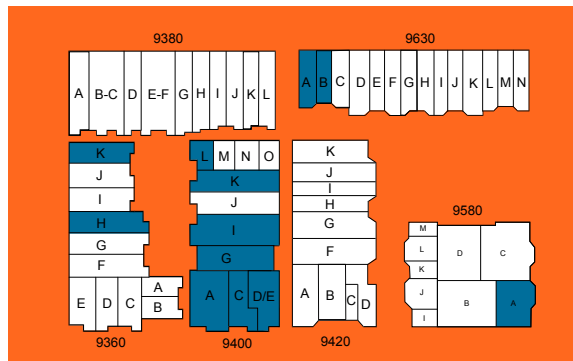 9380
9630
A B-C D E-F G H I J K L
A B C D E F G H I J K L M N
K
J
I
H
G
F
E D C A
B
9360
L M N O
K
J
I
G
A C D/E
9400
K
J
I
H
G
F
A B C D
9420
9580
M
L
K
J
I
D C
B A